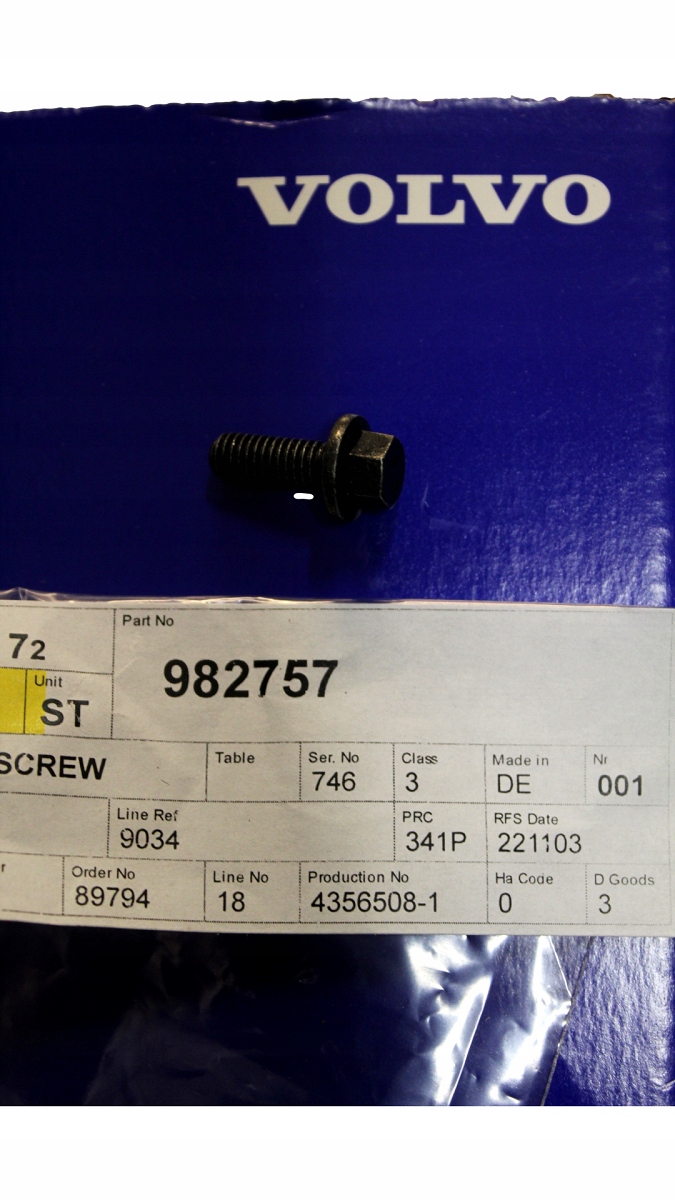 VOLVO
Part No
72
982757
Unit
ST
SCREW
Table
Ser. No
746
Class
3
Made in
DE
Nr
001
Line Ref
9034
PRC
341P
RFS Date
221103
r
Order No
89794
Line No
18
Production No
4356508-1
Ha Code
0
D Goods
3